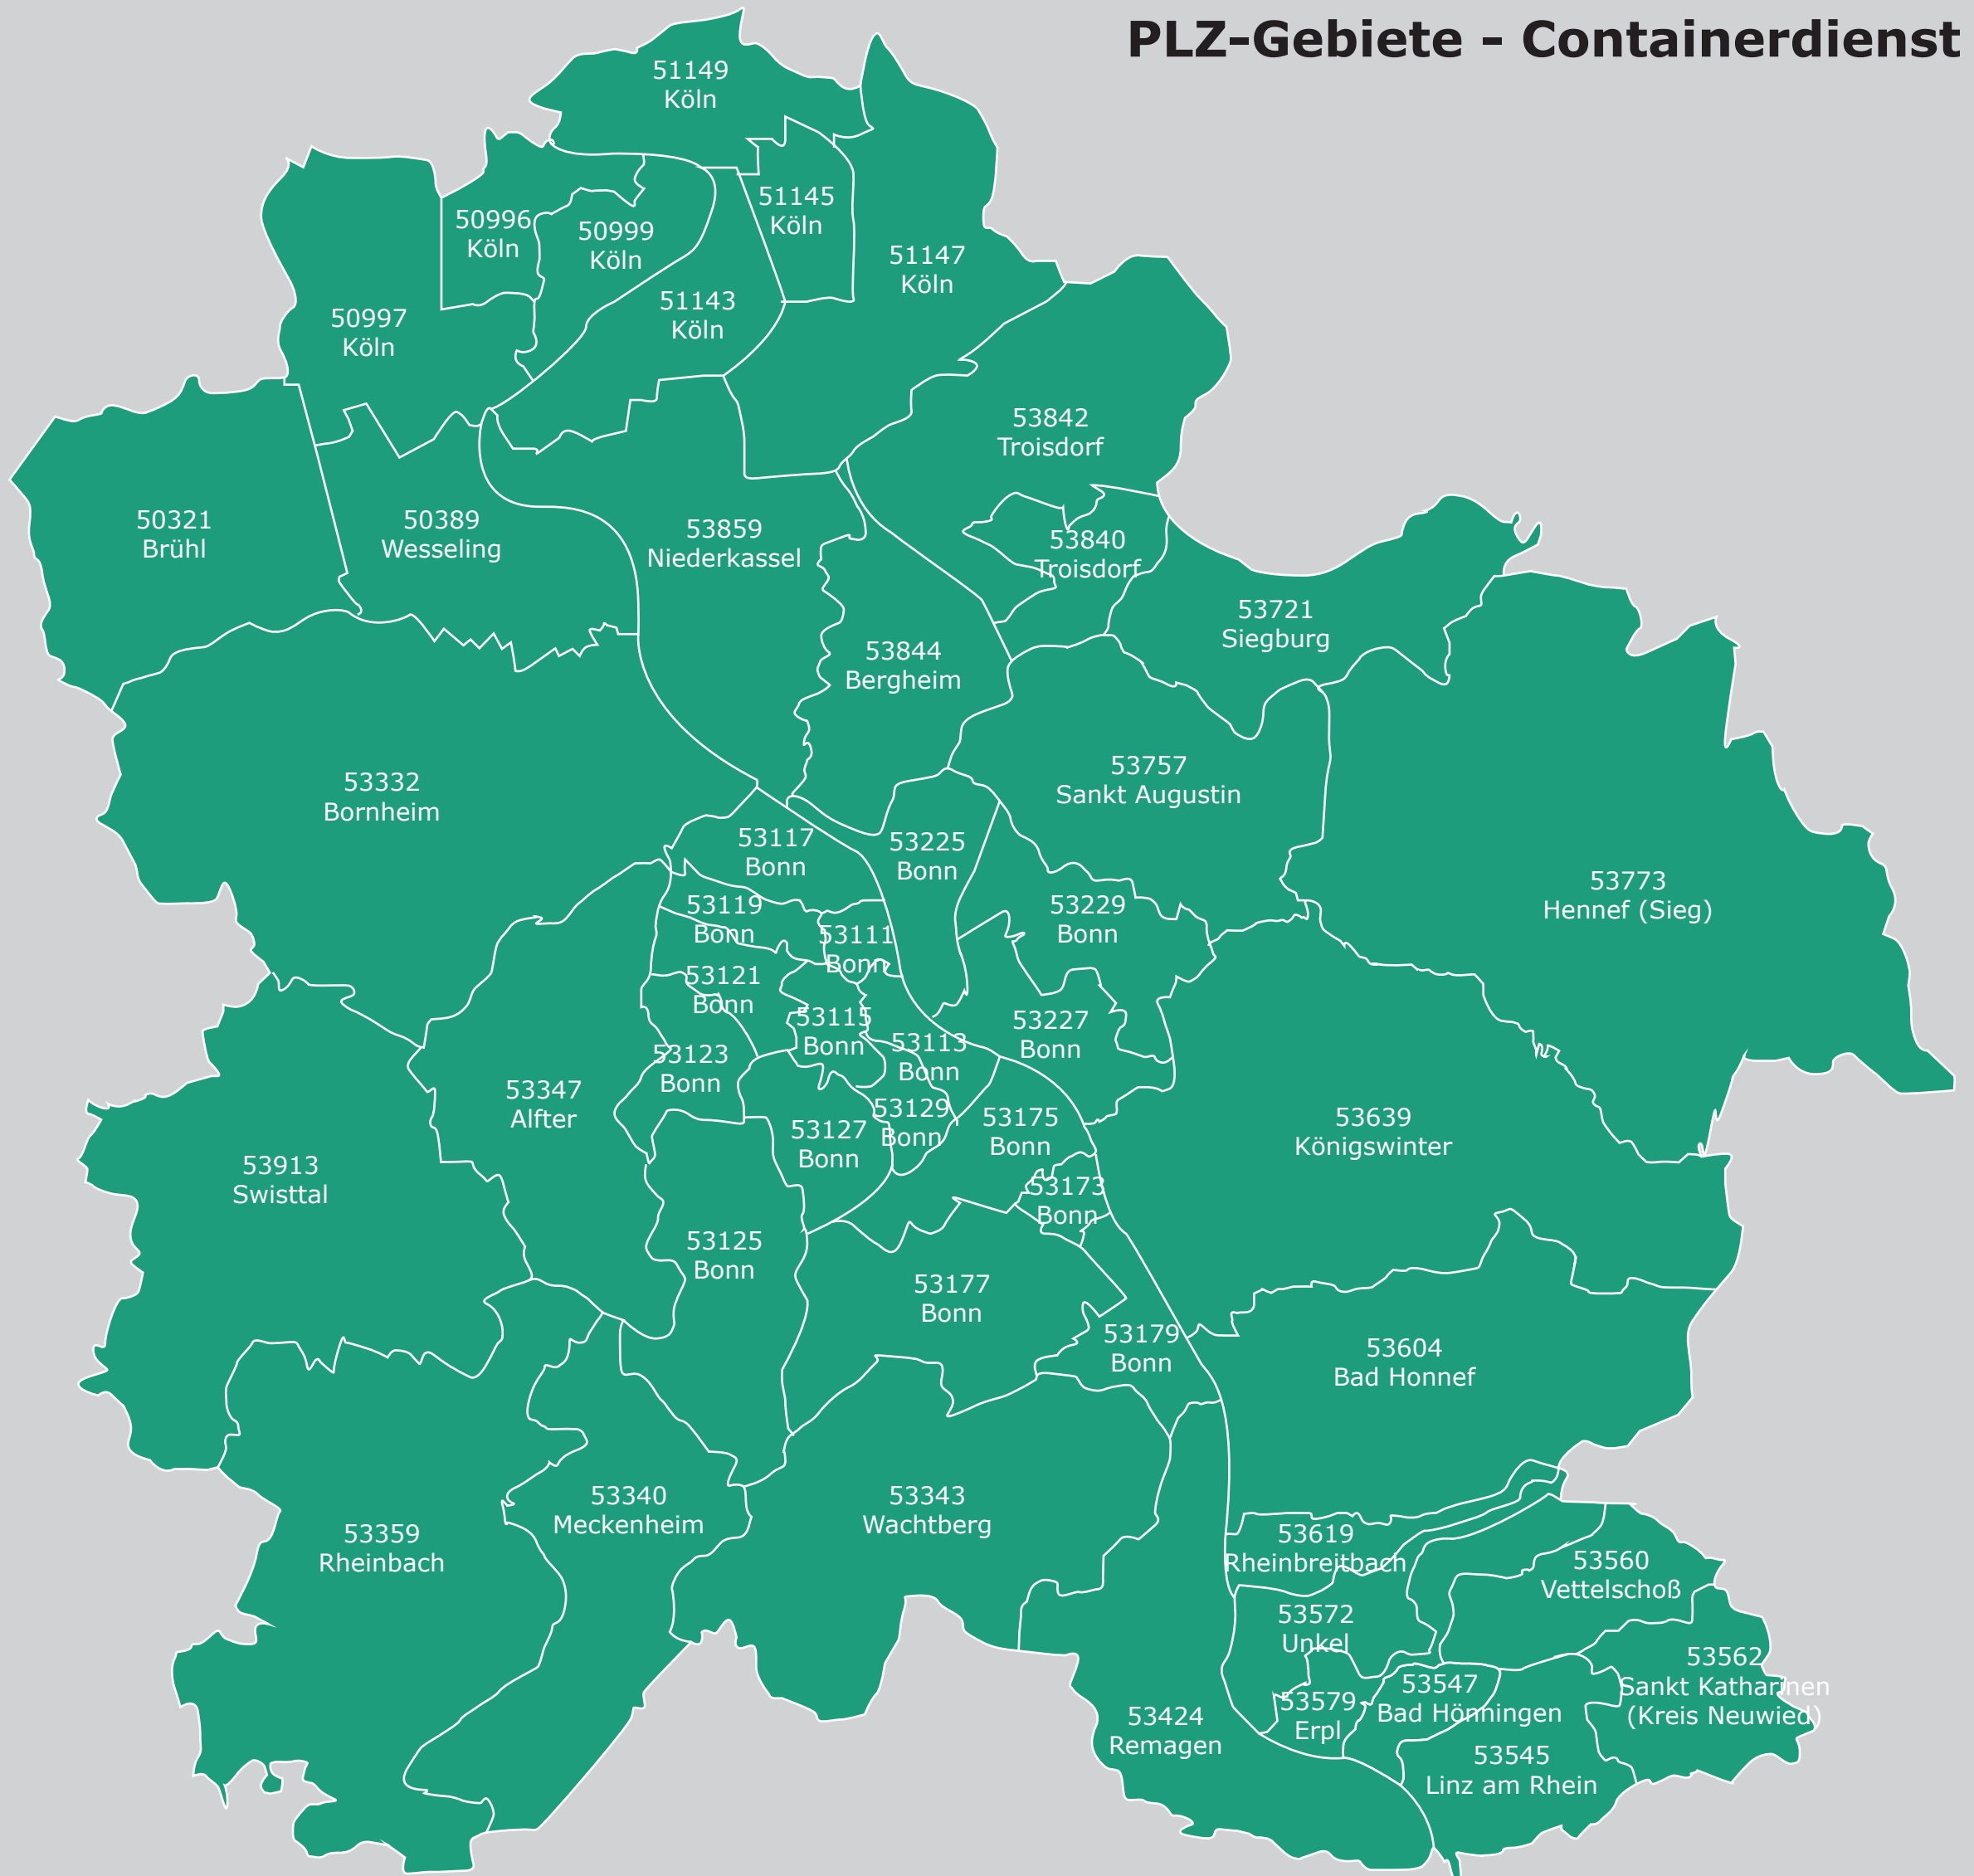 PLZ-Gebiete – Containerdienst
51149
Köln
51145
Köln
50996
Köln
50999
Köln
51147
Köln
51143
Köln
50997
Köln
53842
Troisdorf
50321
Brühl
50389
Wesseling
53859
Niederkassel
53840
Troisdorf
53721
Siegburg
53844
Bergheim
53757
Sankt Augustin
53332
Bornheim
53117
Bonn
53225
Bonn
53773
Hennef (Sieg)
53119
Bonn
53229
Bonn
53111
Bonn
53121
Bonn
53115
Bonn
53227
Bonn
53113
Bonn
53123
Bonn
53347
Alfter
53129
Bonn
53175
Bonn
53639
Königswinter
53127
Bonn
53913
Swisttal
53173
Bonn
53125
Bonn
53177
Bonn
53179
Bonn
53604
Bad Honnef
53340
Meckenheim
53343
Wachtberg
53359
Rheinbach
53619
Rheinbreitbach
53560
Vettelschoß
53572
Unkel
53562
Sankt Katharinen
(Kreis Neuwied)
53547
Bad Hönningen
53579
Erpl
53424
Remagen
53545
Linz am Rhein